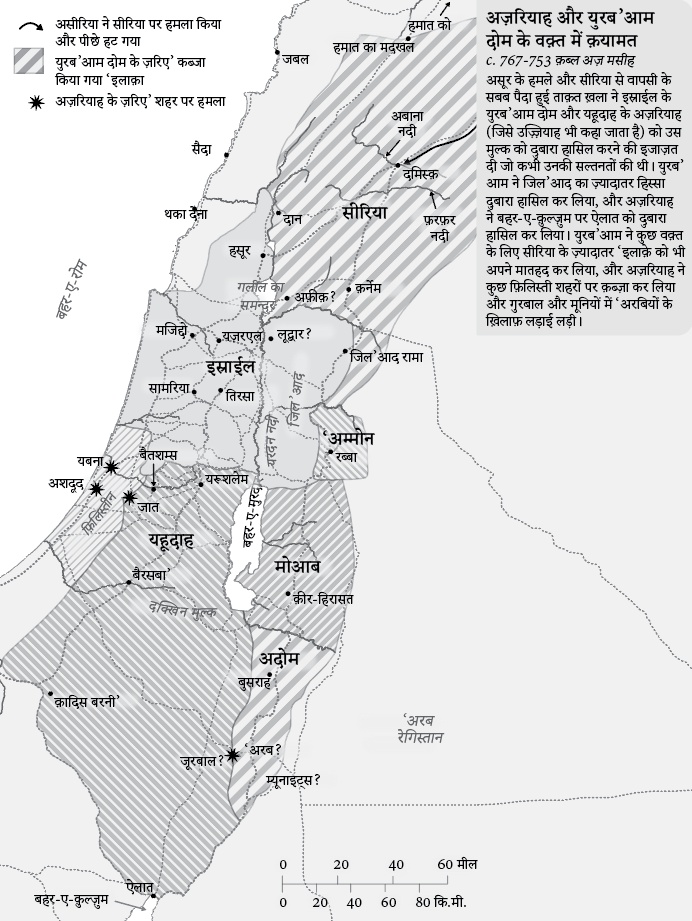 असीरिया ने सीरिया पर हमला किया
और पीछे हट गया
युरब'आम दोम के ज़रिए' कब्जा
किया गया 'इलाक़ा
अज़रियाह के ज़रिए' शहर पर हमला
अज़रियाह और युरब'आम
दोम के वक़्त में क़यामत
c. 767-753 क़ब्ल अज़ मसीह
असूर के हमले और सीरिया से वापसी के
सबब पैदा हुई ताक़त ख़ला ने इस्राईल के
युरब'आम दोम और यहूदाह के अज़रियाह
(जिसे उज़्ज़ियाह भी कहा जाता है) को उस
मुल्क को दुबारा हासिल करने की इजाज़त
दी जो कभी उनकी सल्तनतों की थी। युरब'
आम ने जिल'आद का ज़्यादातर हिस्सा
दुबारा हासिल कर लिया, और अज़रियाह
ने बहर-ए-क़ुल्ज़ुम पर ऐलात को दुबारा
हासिल कर लिया। युरब'आम ने कुछ वक़्त
के लिए सीरिया के ज़्यादातर 'इलाक़े को भी
अपने मातहद कर लिया, और अज़रियाह ने
कुछ फ़िलिस्ती शहरों पर क़ब्ज़ा कर लिया
और गुरबाल और मूनियों में 'अरबियों के
ख़िलाफ़ लड़ाई लड़ी।
हमात को
हमात का मदखल
जबल
अबाना
नदी
सैदा
दमिस्क़
थका देना
दान
सीरिया
फ़रफ़र
नदी
हसूर
बहर-ए-रोम
गलील का
समन्दर
अफ़ीक़?
क़र्नेम
मजिद्दो
यज़रएल
लूद्बार?
जिल'आद रामा
इस्राईल
सामरिया
तिरसा
जिल'आद
यरदन नदी
'अम्मोन
रब्बा
यबना
बैतशम्स
अशदूद
यरूशलेम
जात
फ़िलिस्तीन
बहर-ए-मुरद
यहूदाह
मोआब
बैरसबा'
क़ीर-हिरासत
दक्खिन मुल्क
अदोम
बुसराह
क़ादिस बरनी'
'अरब
रेगिस्तान
जूरबाल?
'अरब?
म्यूनाइट्स?
0 20 40 60 मील
0 20 40 60 80 कि.मी.
ऐलात
बहर-ए-क़ुल्ज़ुम